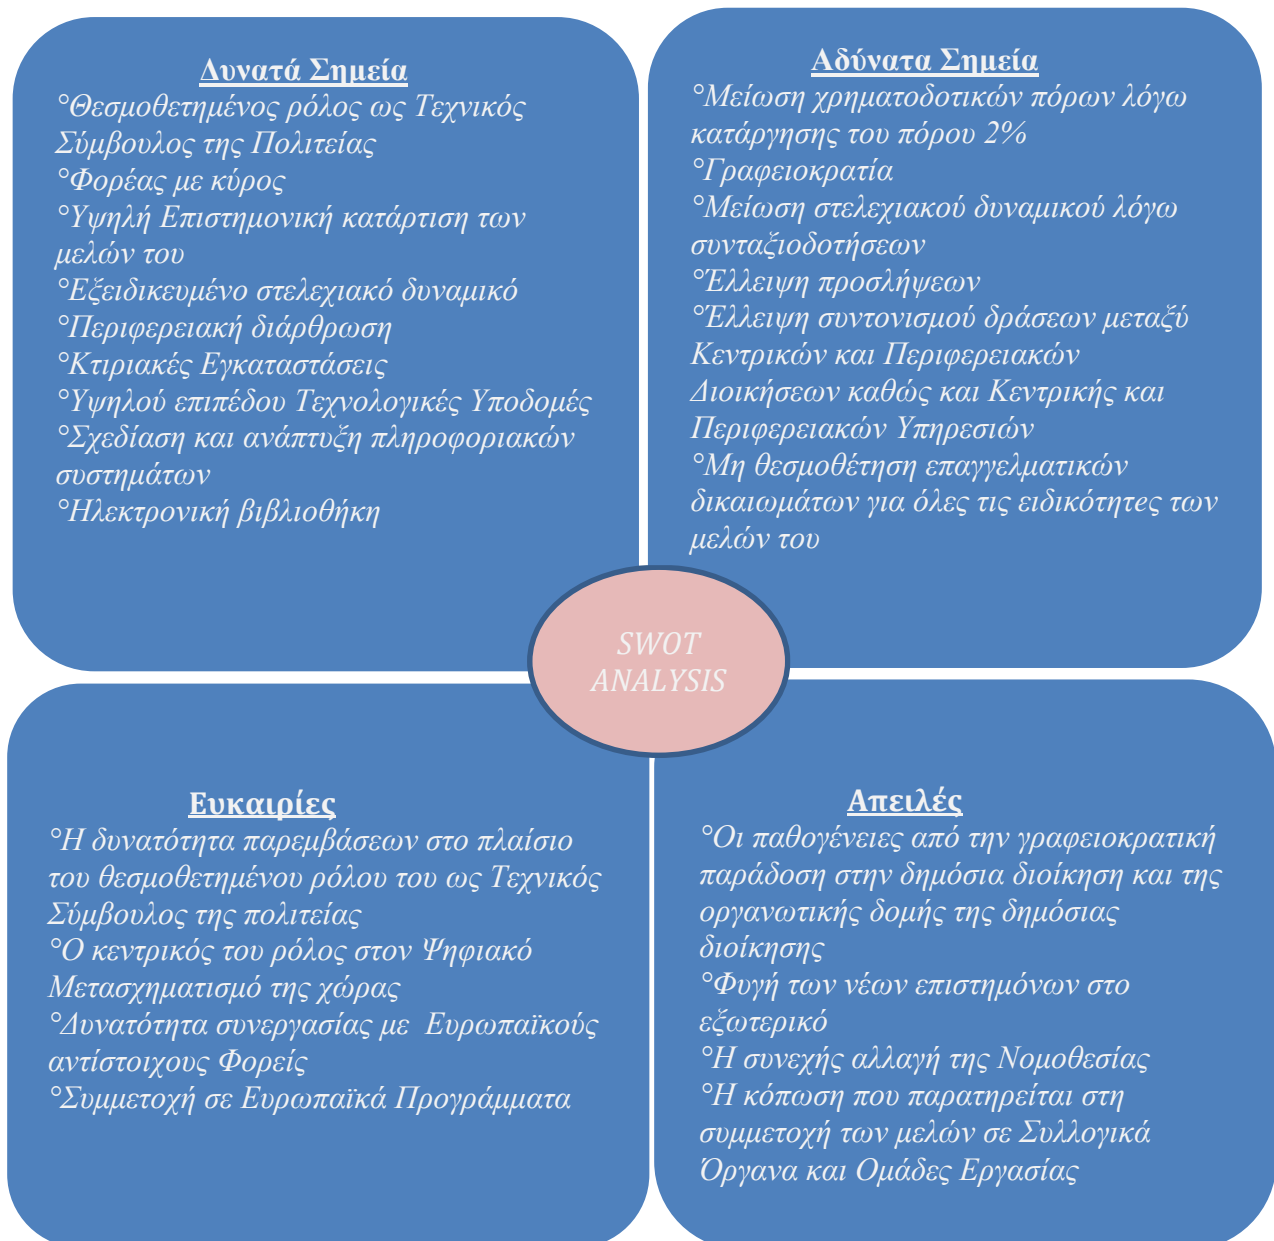 Δυνατά Σημεία
°Θεσμοθετημένος ρόλος ως Τεχνικός
Σύμβουλος της Πολιτείας
°Φορέας με κύρος
°Υψηλή Επιστημονική κατάρτιση των
μελών του
°Εξειδικευμένο στελεχιακό δυναμικό
°Περιφερειακή διάρθρωση
°Κτιριακές Εγκαταστάσεις
°Υψηλού επιπέδου Τεχνολογικές Υποδομές
°Σχεδίαση και ανάπτυξη πληροφοριακών
συστημάτων
°Ηλεκτρονική βιβλιοθήκη
Αδύνατα Σημεία
°Μείωση χρηματοδοτικών πόρων λόγω
κατάργησης του πόρου 2%
°Γραφειοκρατία
°Μείωση στελεχιακού δυναμικού λόγω
συνταξιοδοτήσεων
°Έλλειψη προσλήψεων
°Έλλειψη συντονισμού δράσεων μεταξύ
Κεντρικών και Περιφερειακών
Διοικήσεων καθώς και Κεντρικής και
Περιφερειακών Υπηρεσιών
°Μη θεσμοθέτηση επαγγελματικών
δικαιωμάτων για όλες τις ειδικότητeς των
μελών του
SWOT
ANALYSIS
Ευκαιρίες
°Η δυνατότητα παρεμβάσεων στο πλαίσιο
του θεσμοθετημένου ρόλου του ως Τεχνικός
Σύμβουλος της πολιτείας
°Ο κεντρικός του ρόλος στον Ψηφιακό
Μετασχηματισμό της χώρας
°Δυνατότητα συνεργασίας με  Ευρωπαϊκούς
αντίστοιχους Φορείς
°Συμμετοχή σε Ευρωπαϊκά Προγράμματα
Απειλές
°Οι παθογένειες από την γραφειοκρατική
παράδοση στην δημόσια διοίκηση και της
οργανωτικής δομής της δημόσιας
διοίκησης
°Φυγή των νέων επιστημόνων στο
εξωτερικό
°Η συνεχής αλλαγή της Νομοθεσίας
°Η κόπωση που παρατηρείται στη
συμμετοχή των μελών σε Συλλογικά
Όργανα και Ομάδες Εργασίας